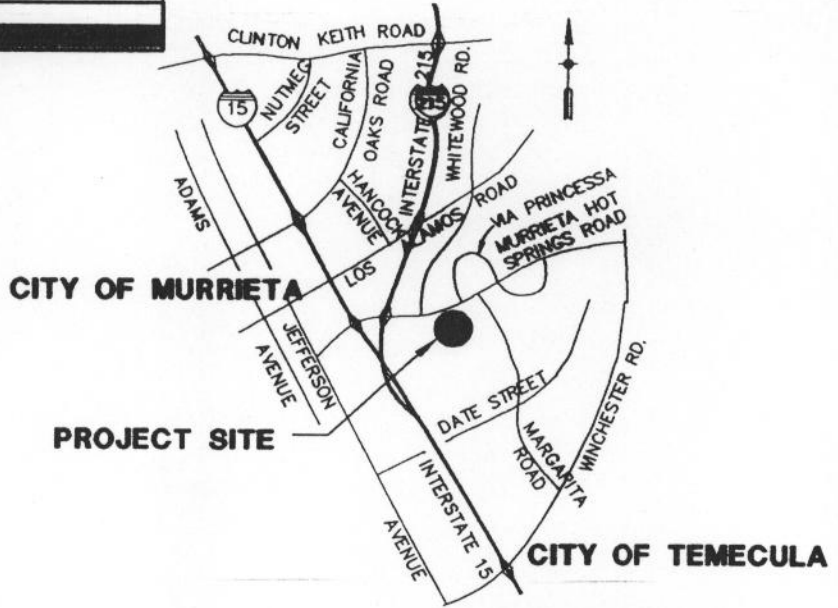 CLINTON KEITH ROAD
15
NUTMEG
STREET
CALIFORNIA
OAKS ROAD
INTERSTATE 215
215
WHITEWOOD RD.
ADAMS
AVENUE
HANCOCK
AVENUE
LOS
ALAMOS
ROAD
VIA PRINCESSA
MURRIETA HOT
SPRINGS ROAD
CITY OF MURRIETA
JEFFERSON
AVENUE
PROJECT SITE
DATE STREET
MARGARITA
ROAD
WINCHESTER RD.
INTERSTATE 15
CITY OF TEMECULA